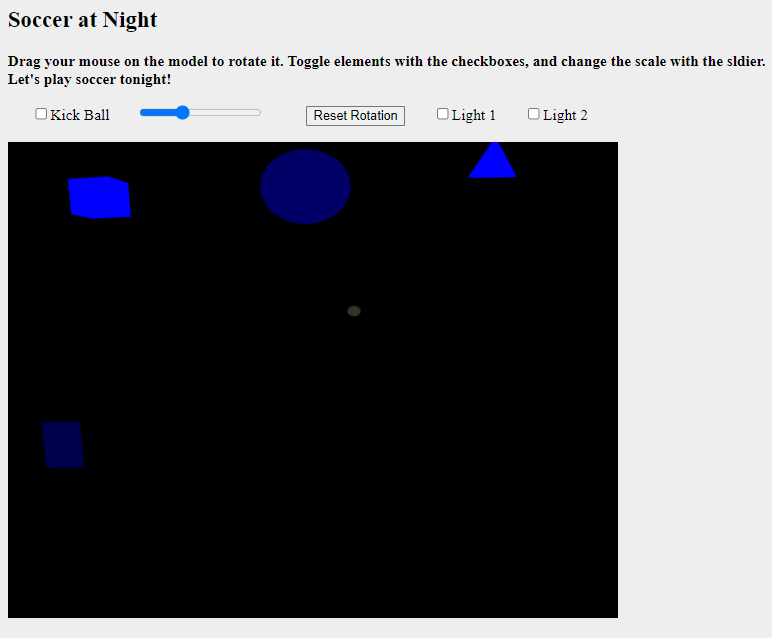 Soccer at Night
Drag your mouse on the model to rotate it. Toggle elements with the checkboxes, and change the scale with the sldier.
Let's play soccer tonight!
Kick Ball Reset Rotation Light 1 Light 2